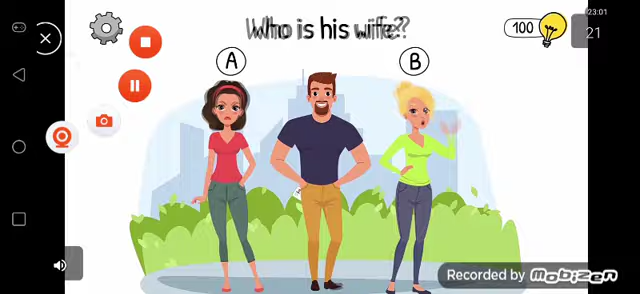 23:01
Who is his wife?
100
21
A
B
Recorded by Mobizen